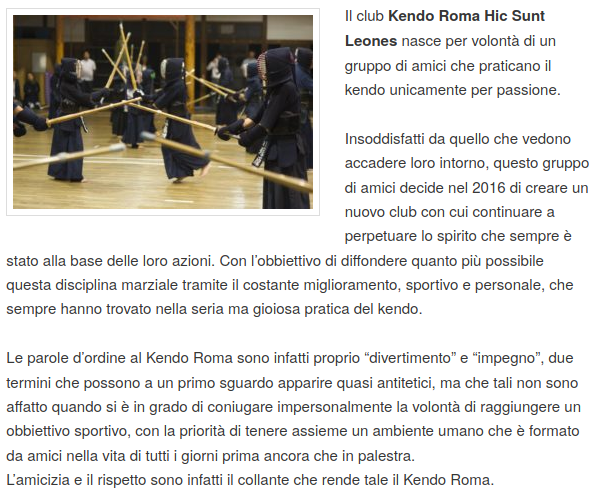 Il club Kendo Roma Hic Sunt
Leones nasce per volontà di un
gruppo di amici che praticano il
kendo unicamente per passione.
Insoddisfatti da quello che vedono
accadere loro intorno, questo gruppo
di amici decide nel 2016 di creare un
nuovo club con cui continuare a
perpetuare lo spirito che sempre è
stato alla base delle loro azioni. Con l’obbiettivo di diffondere quanto più possibile
questa disciplina marziale tramite il costante miglioramento, sportivo e personale, che
sempre hanno trovato nella seria ma gioiosa pratica del kendo.
Le parole d’ordine al Kendo Roma sono infatti proprio “divertimento” e “impegno”, due
termini che possono a un primo sguardo apparire quasi antitetici, ma che tali non sono
affatto quando si è in grado di coniugare impersonalmente la volontà di raggiungere un
obbiettivo sportivo, con la priorità di tenere assieme un ambiente umano che è formato
da amici nella vita di tutti i giorni prima ancora che in palestra.
L’amicizia e il rispetto sono infatti il collante che rende tale il Kendo Roma.